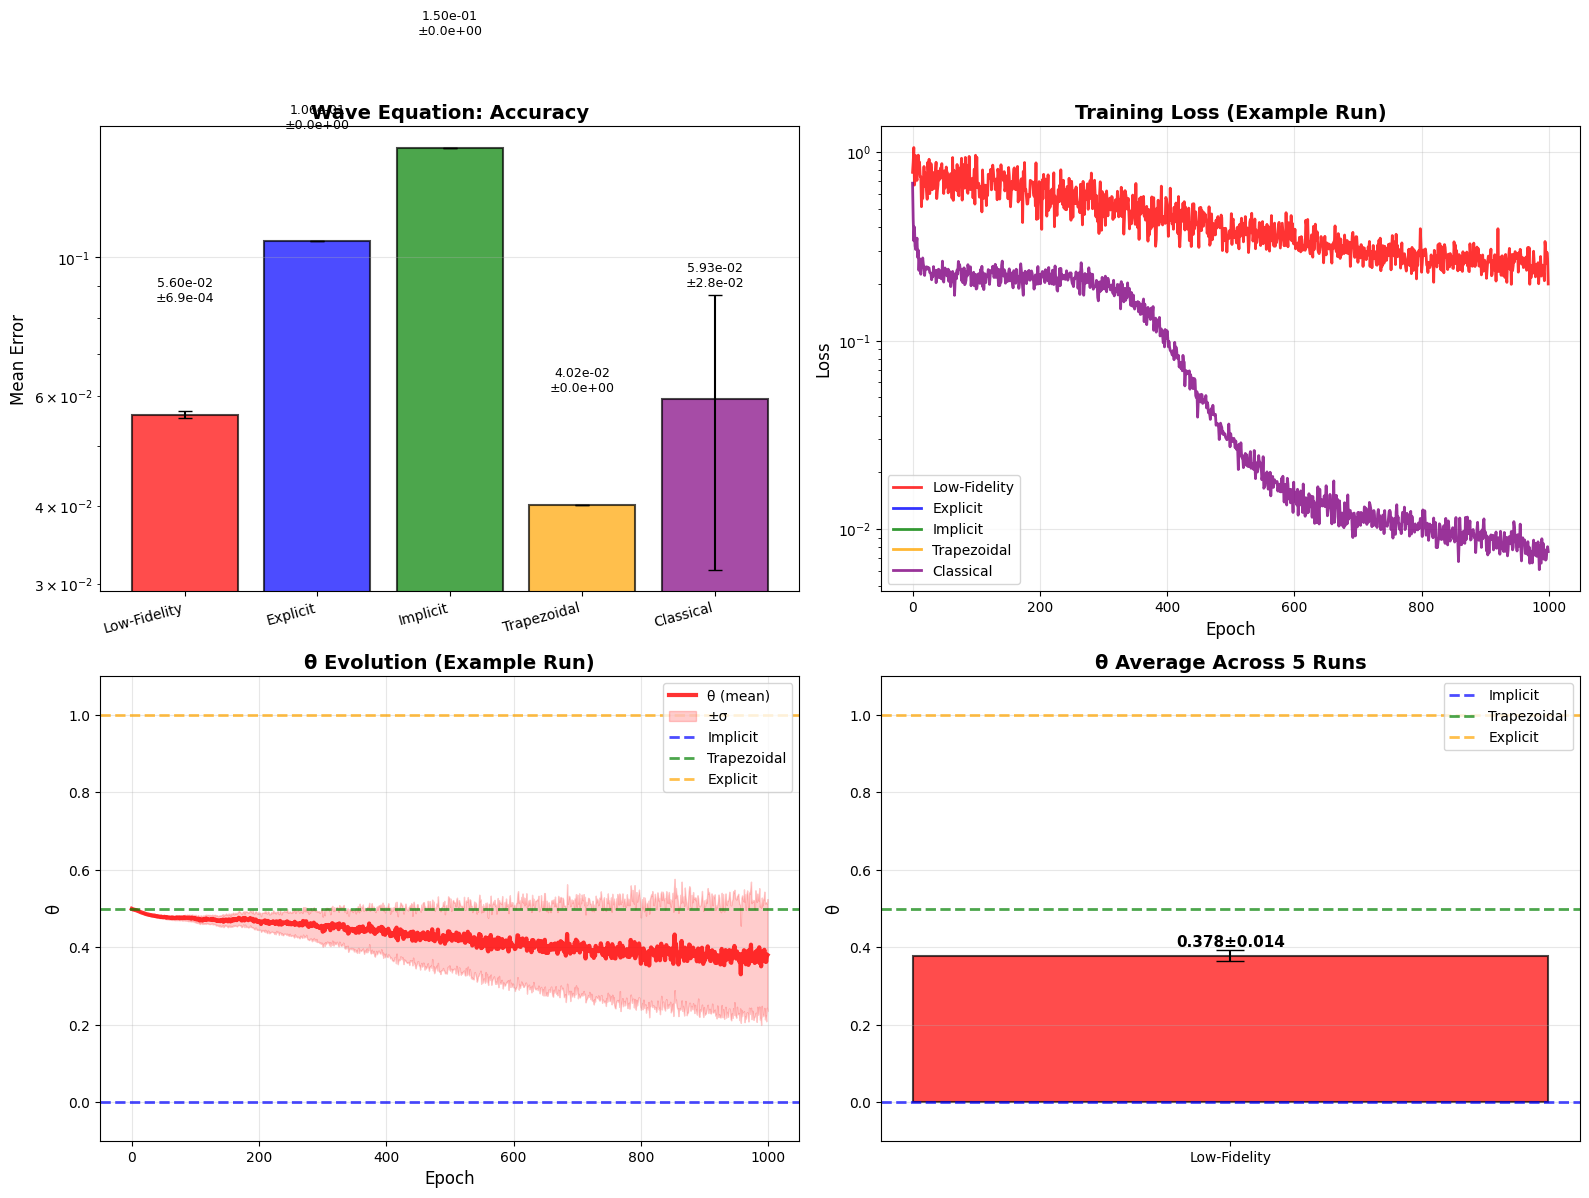 1.50e-01
±0.0e+00
1.06e-01
±0.0e+00
Wave Equation: Accuracy
5.60e-02
±6.9e-04
5.93e-02
±2.8e-02
4.02e-02
±0.0e+00
Mean Error
10⁻¹
6 × 10⁻²
4 × 10⁻²
3 × 10⁻²
Low-Fidelity
Explicit
Implicit
Trapezoidal
Classical
Training Loss (Example Run)
Loss
10⁰
10⁻¹
10⁻²
Low-Fidelity
Explicit
Implicit
Trapezoidal
Classical
0 200 400 600 800 1000
Epoch
θ Evolution (Example Run)
θ
1.0
0.8
0.6
0.4
0.2
0.0
θ (mean)
±σ
Implicit
Trapezoidal
Explicit
0 200 400 600 800 1000
Epoch
θ Average Across 5 Runs
θ
1.0
0.8
0.6
0.4
0.2
0.0
Implicit
Trapezoidal
Explicit
0.378±0.014
Low-Fidelity